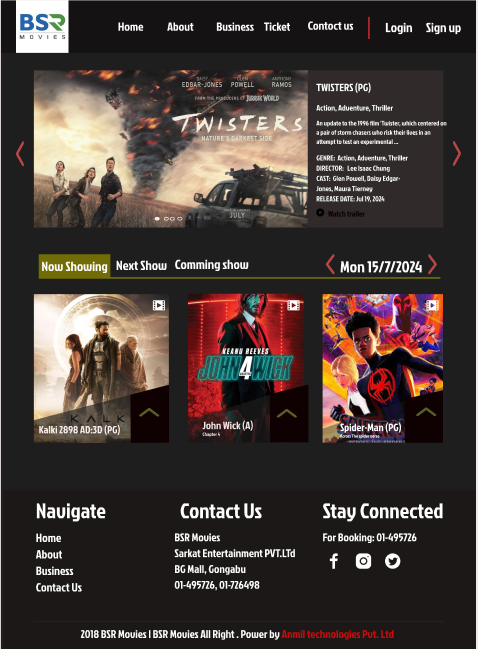 BSR
MOVIES
Home About Business Ticket Contact us Login Sign up
DAISY EDGAR-JONES GLEN POWELL ANTHONY RAMOS
FROM THE PRODUCERS OF JURASSIC WORLD
TWISTERS
NATURE'S DARKEST SIDE
JULY
TWISTERS (PG)
Action, Adventure, Thriller
An update to the 1996 film 'Twister, which centered on
a pair of storm chasers who risk their lives in an
attempt to test an experimental ...
GENRE: Action, Adventure, Thriller
DIRECTOR: Lee Isaac Chung
CAST: Glen Powell, Daisy Edgar-
Jones, Maura Tierney
RELEASE DATE: Jul 19, 2024
Watch trailer
Now Showing Next Show Comming show Mon 15/7/2024
KALK
Kalki 2898 AD:3D (PG)
KEANU REEVES
JOHN 4 WICK
John Wick (A)
Chapter 4
Spider-Man (PG)
Across The spider verse
Navigate
Home
About
Business
Contact Us
Contact Us
BSR Movies
Sarkat Entertainment PVT.LTd
BG Mall, Gongabu
01-495726, 01-726498
Stay Connected
For Booking: 01-495726
2018 BSR Movies I BSR Movies All Right . Power by Anmil technologies Pvt. Ltd